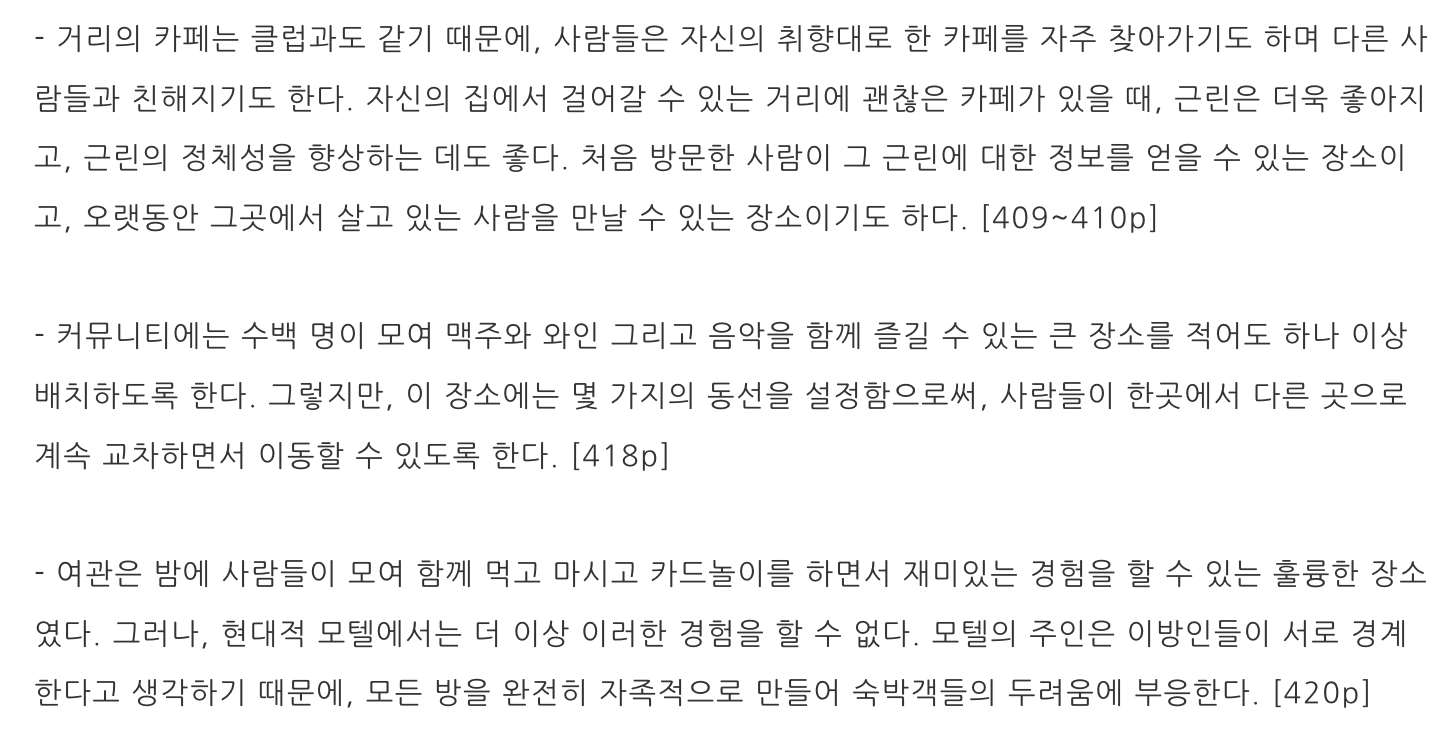 - 거리의 카페는 클럽과도 같기 때문에, 사람들은 자신의 취향대로 한 카페를 자주 찾아가기도 하며 다른 사
람들과 친해지기도 한다. 자신의 집에서 걸어갈 수 있는 거리에 괜찮은 카페가 있을 때, 근린은 더욱 좋아지
고, 근린의 정체성을 향상하는 데도 좋다. 처음 방문한 사람이 그 근린에 대한 정보를 얻을 수 있는 장소이
고, 오랫동안 그곳에서 살고 있는 사람을 만날 수 있는 장소이기도 하다. [409~410p]
- 커뮤니티에는 수백 명이 모여 맥주와 와인 그리고 음악을 함께 즐길 수 있는 큰 장소를 적어도 하나 이상
배치하도록 한다. 그렇지만, 이 장소에는 몇 가지의 동선을 설정함으로써, 사람들이 한곳에서 다른 곳으로
계속 교차하면서 이동할 수 있도록 한다. [418p]
- 여관은 밤에 사람들이 모여 함께 먹고 마시고 카드놀이를 하면서 재미있는 경험을 할 수 있는 훌륭한 장소
였다. 그러나, 현대적 모텔에서는 더 이상 이러한 경험을 할 수 없다. 모텔의 주인은 이방인들이 서로 경계
한다고 생각하기 때문에, 모든 방을 완전히 자족적으로 만들어 숙박객들의 두려움에 부응한다. [420p]